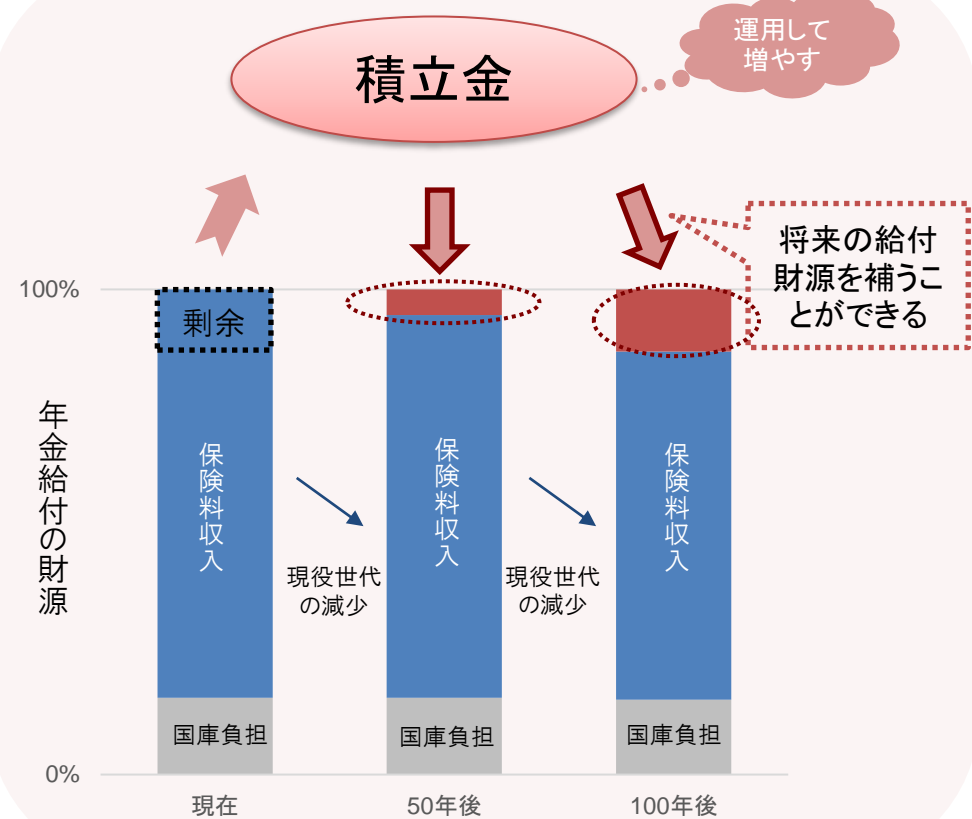 運用して
増やす
積立金
将来の給付
財源を補うこ
とができる
100%
剰余
年金給付の財源
保険料収入
保険料収入
保険料収入
現役世代
の減少
現役世代
の減少
国庫負担
国庫負担
国庫負担
0%
現在
50年後
100年後